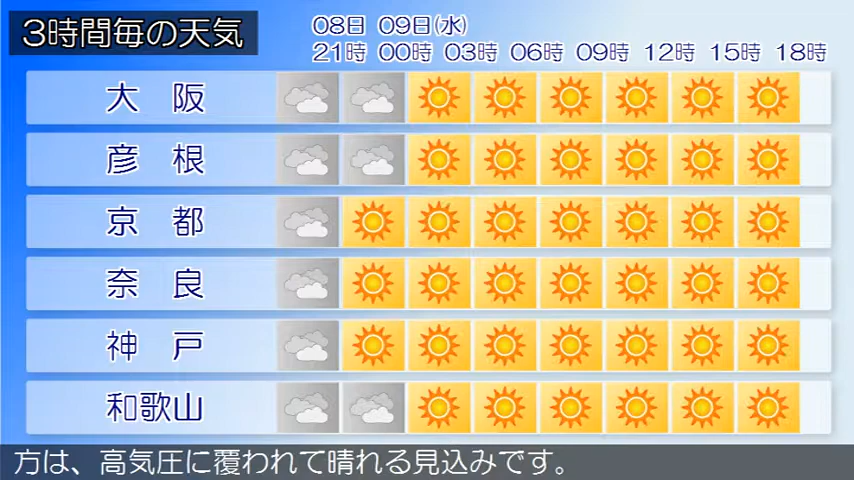 3時間毎の天気
08日 09日(水)
21時 00時 03時 06時 09時 12時 15時 18時
大 阪
彦 根
京 都
奈 良
神 戸
和歌山
方は、高気圧に覆われて晴れる見込みです。